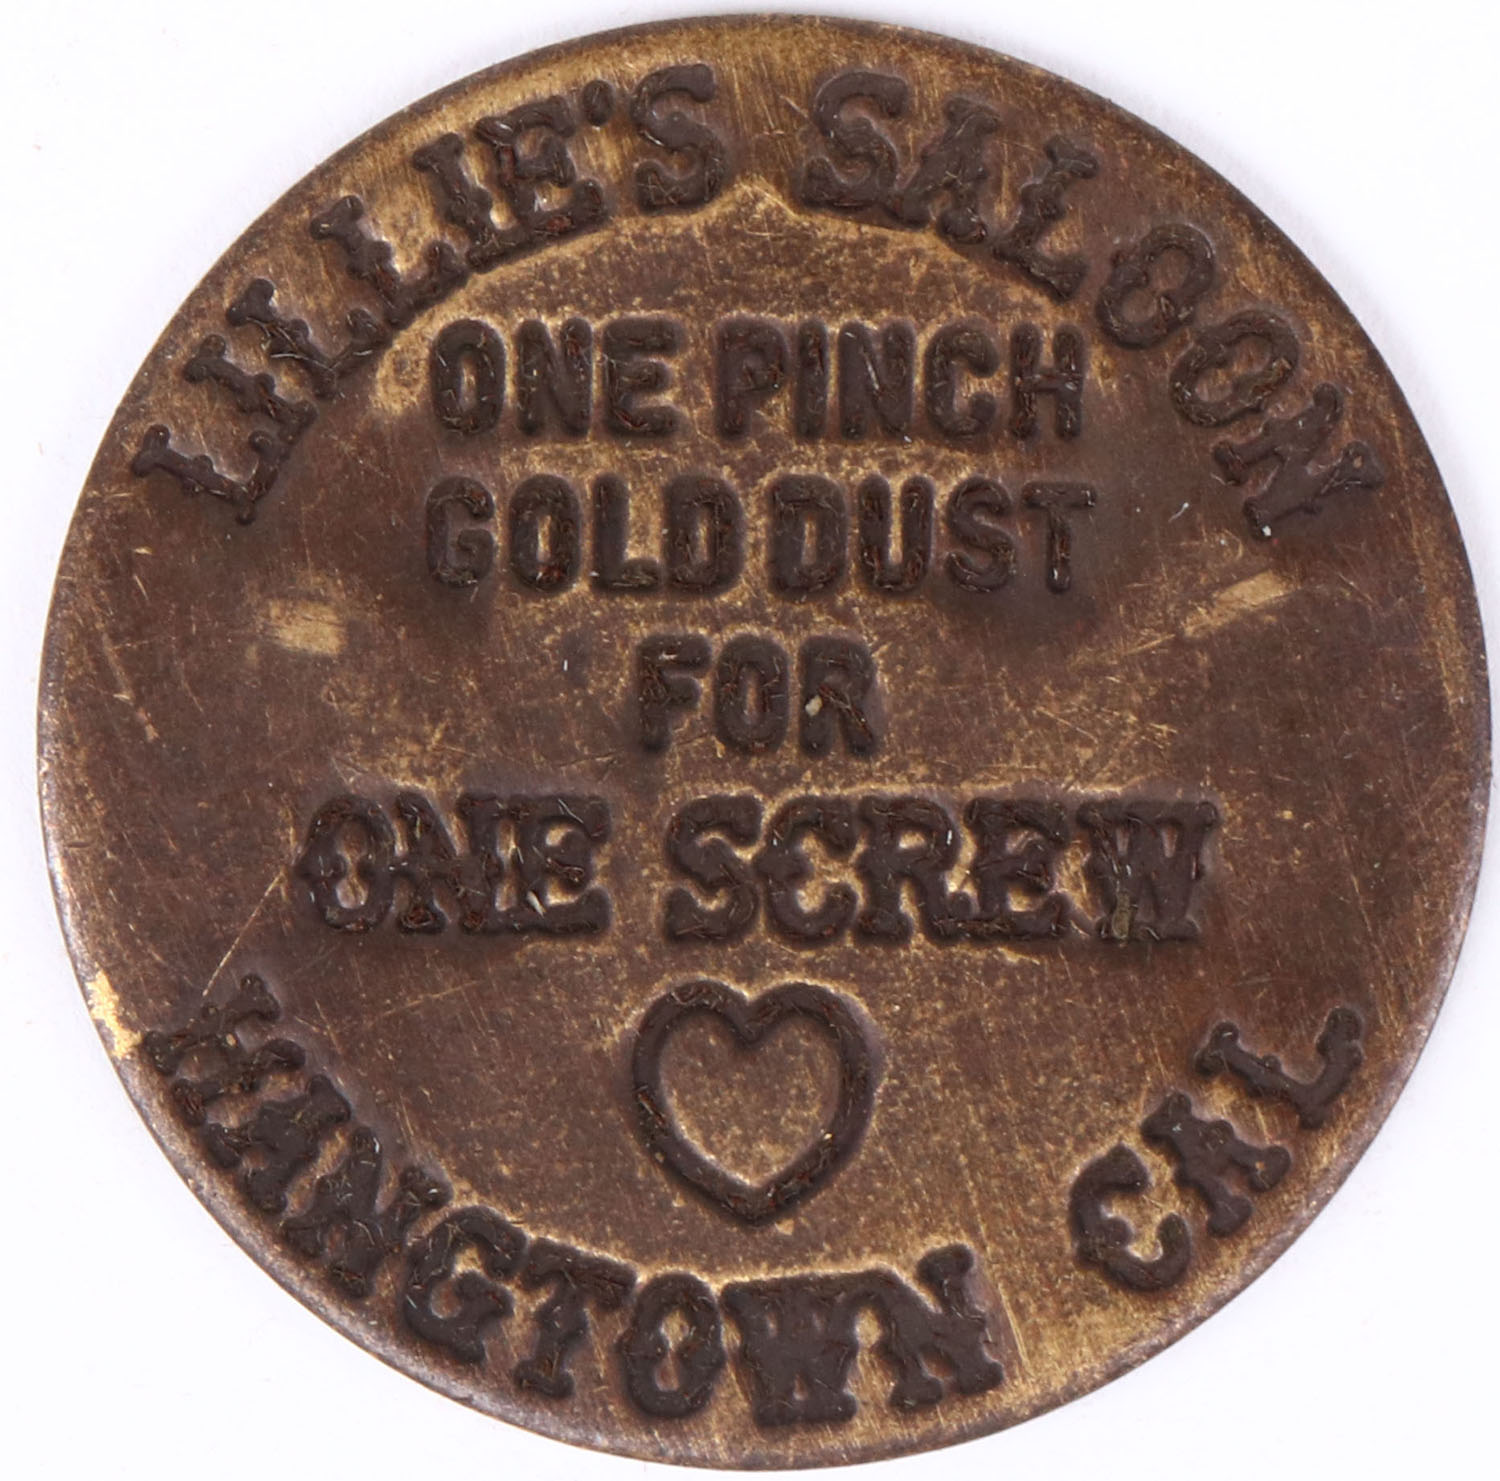 LILLIE'S SALOON
ONE PINCH
GOLD DUST
FOR
ONE SCREW
HANGTOWN CAL